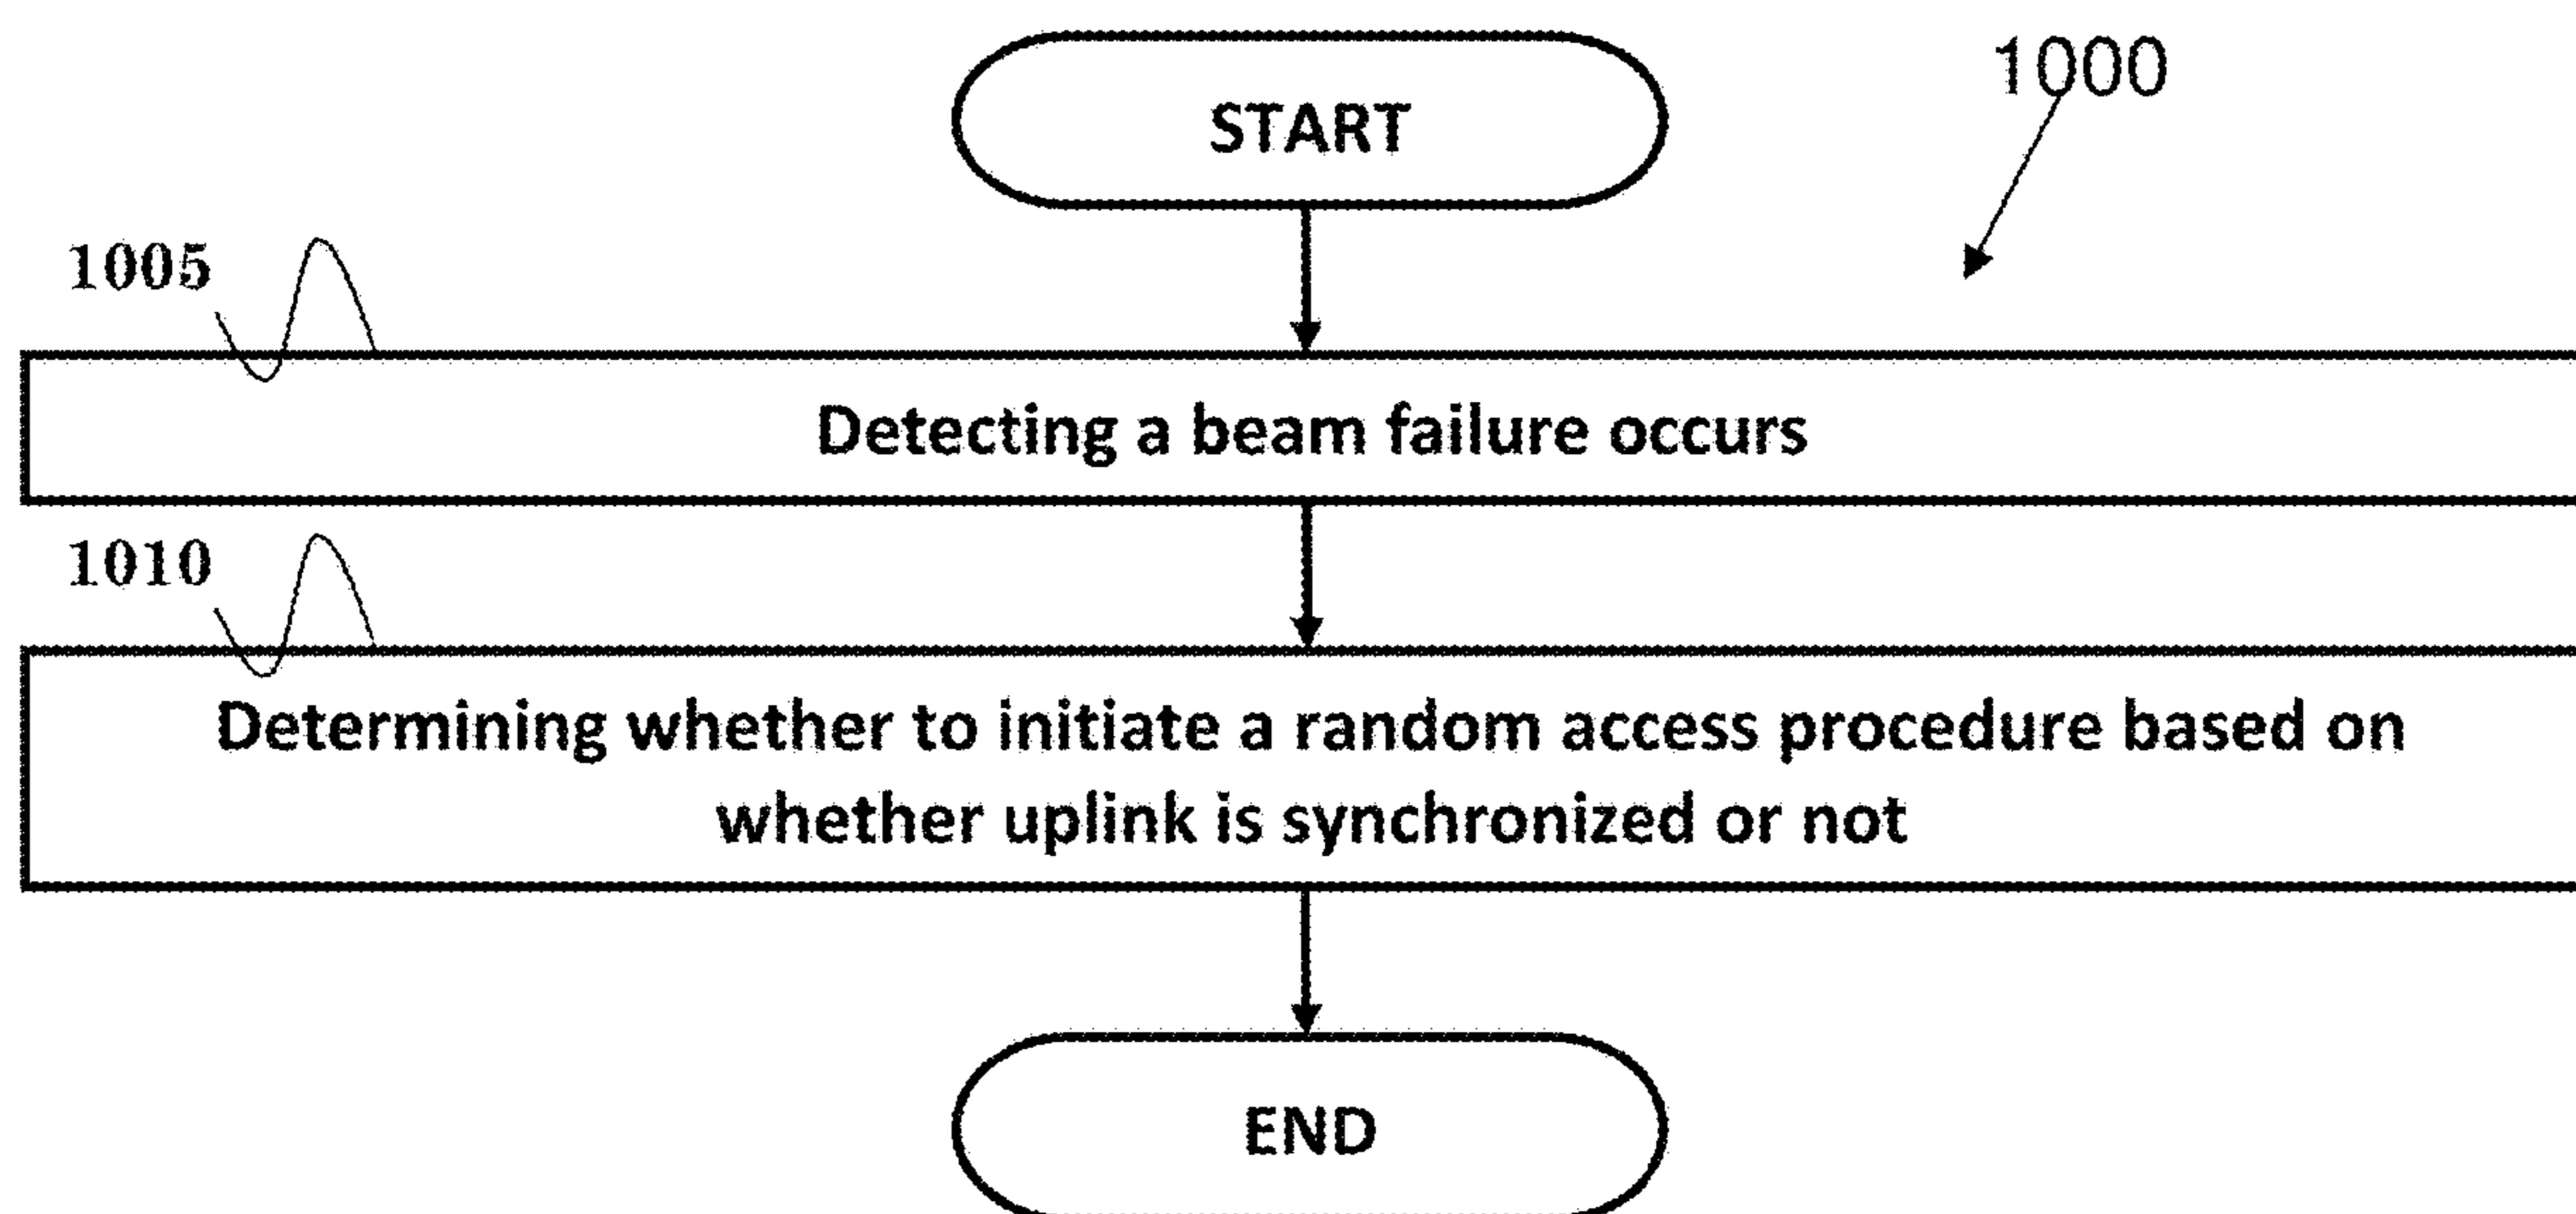 START
1000
1005
Detecting a beam failure occurs
1010
Determining whether to initiate a random access procedure based on
whether uplink is synchronized or not
END